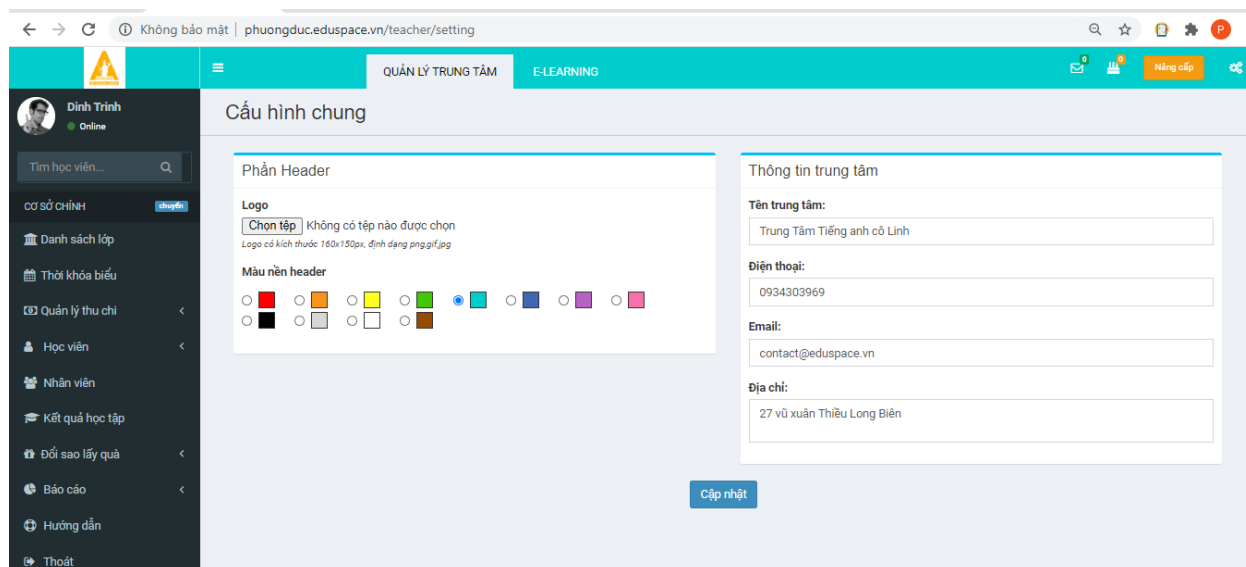 Không bảo mật | phuongduc.eduspace.vn/teacher/setting
P
QUẢN LÝ TRUNG TÂM
E-LEARNING
0
0
Nâng cấp
Dinh Trinh
Online
Tìm học viên...
CƠ SỞ CHÍNH
chuyển
Danh sách lớp
Thời khóa biểu
Quản lý thu chi
Học viên
Nhân viên
Kết quả học tập
Đổi sao lấy quà
Báo cáo
Hướng dẫn
Thoát
Cấu hình chung
Phần Header
Logo
Chọn tệp Không có tệp nào được chọn
Logo có kích thước 160x150px, định dạng png,gif,jpg
Màu nền header
Thông tin trung tâm
Tên trung tâm:
Trung Tâm Tiếng anh cô Linh
Điện thoại:
0934303969
Email:
contact@eduspace.vn
Địa chỉ:
27 vũ xuân Thiều Long Biên
Cập nhật